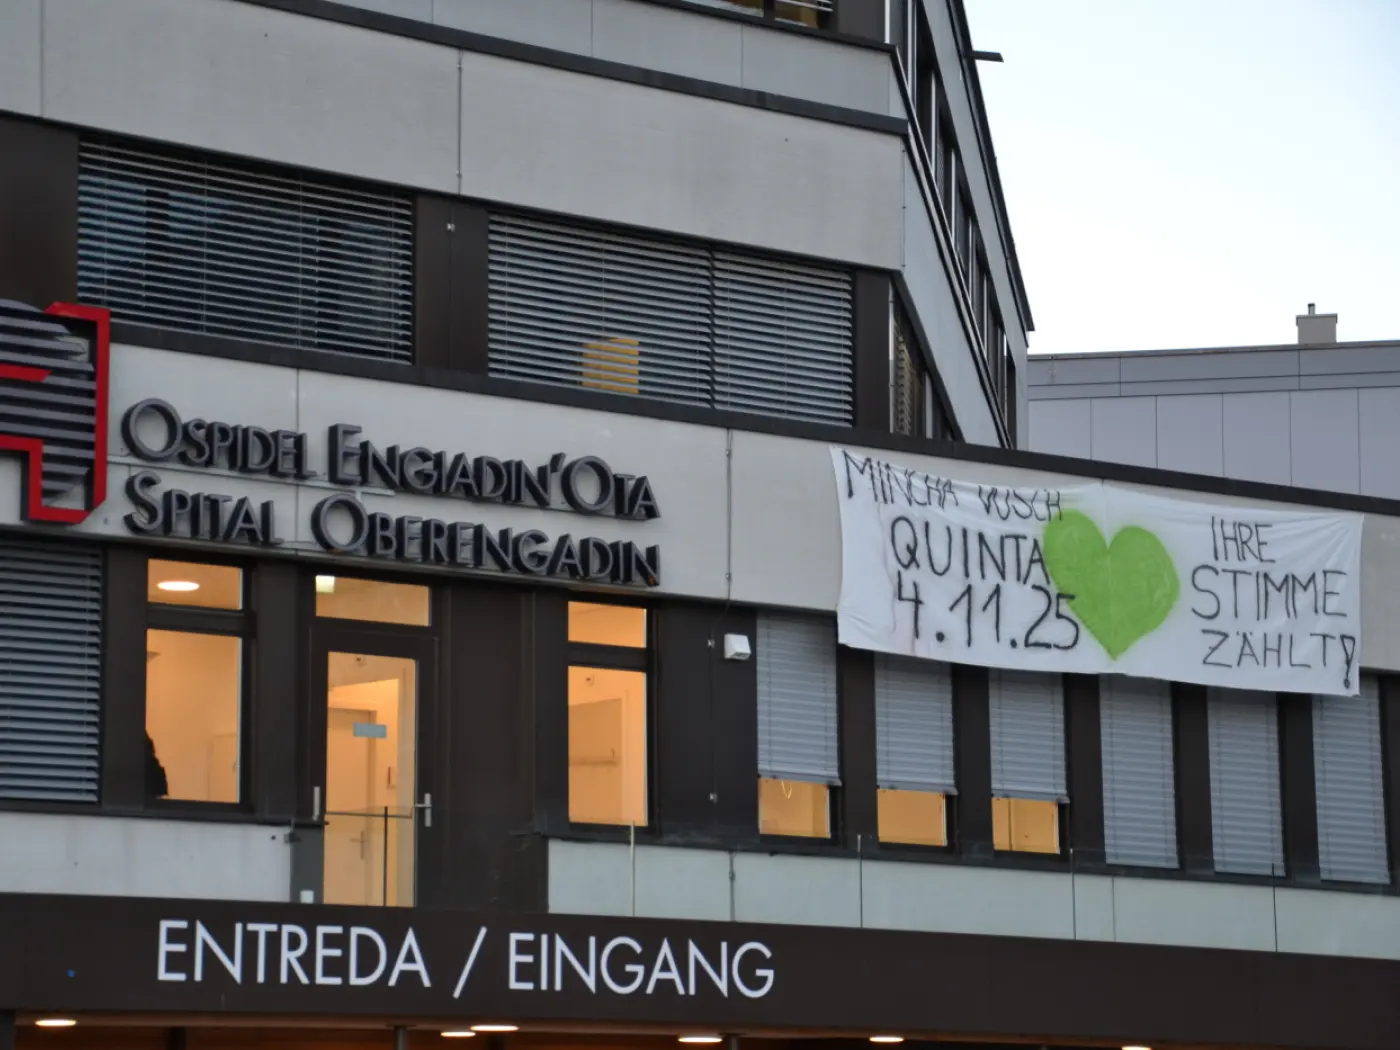 OSPIDEL ENGIADIN'OTA
SPITAL OBERENGADIN
MINCHA VUSCH
QUINTA
4.11.25
IHRE
STIMME
ZÄHLT!
ENTREDA / EINGANG